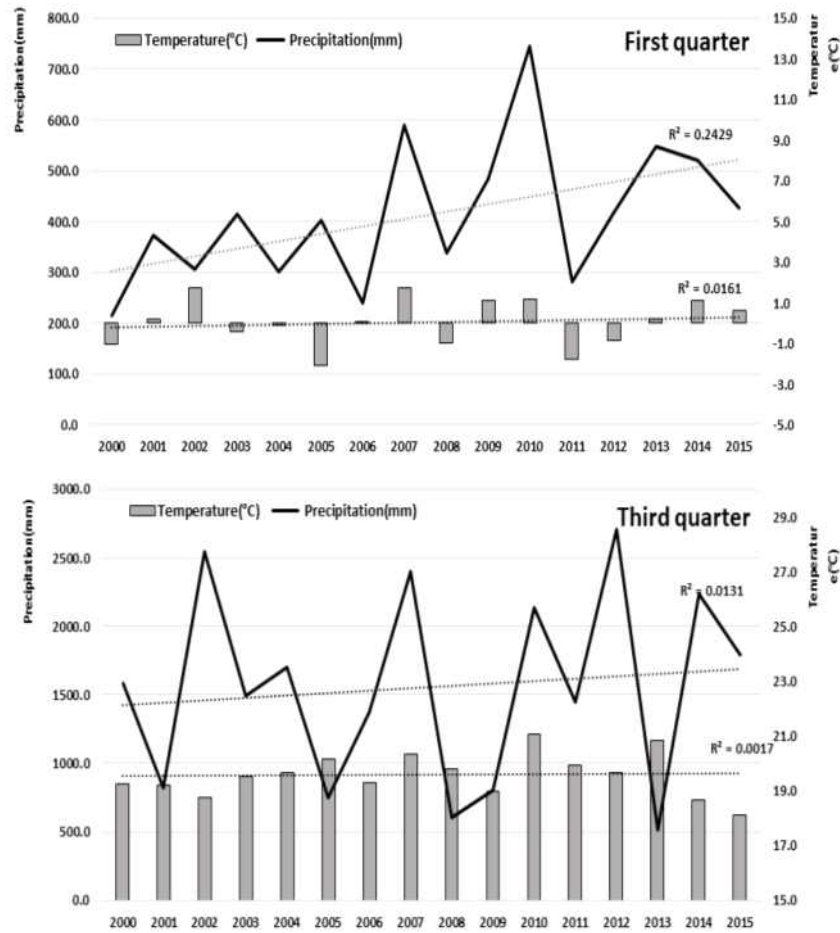 Precipitation(mm)
800.0
700.0
600.0
500.0
400.0
300.0
200.0
100.0
0.0
Temperature(°C) Precipitation(mm)
First quarter
R² = 0.2429
R² = 0.0161
Temperatur
e(°C)
15.0
13.0
11.0
9.0
7.0
5.0
3.0
1.0
-1.0
-3.0
-5.0
2000 2001 2002 2003 2004 2005 2006 2007 2008 2009 2010 2011 2012 2013 2014 2015
Precipitation(mm)
3000.0
2500.0
2000.0
1500.0
1000.0
500.0
0.0
Temperature(°C) Precipitation(mm)
Third quarter
R² = 0.0131
R² = 0.0017
Temperatur
e(°C)
29.0
27.0
25.0
23.0
21.0
19.0
17.0
15.0
2000 2001 2002 2003 2004 2005 2006 2007 2008 2009 2010 2011 2012 2013 2014 2015